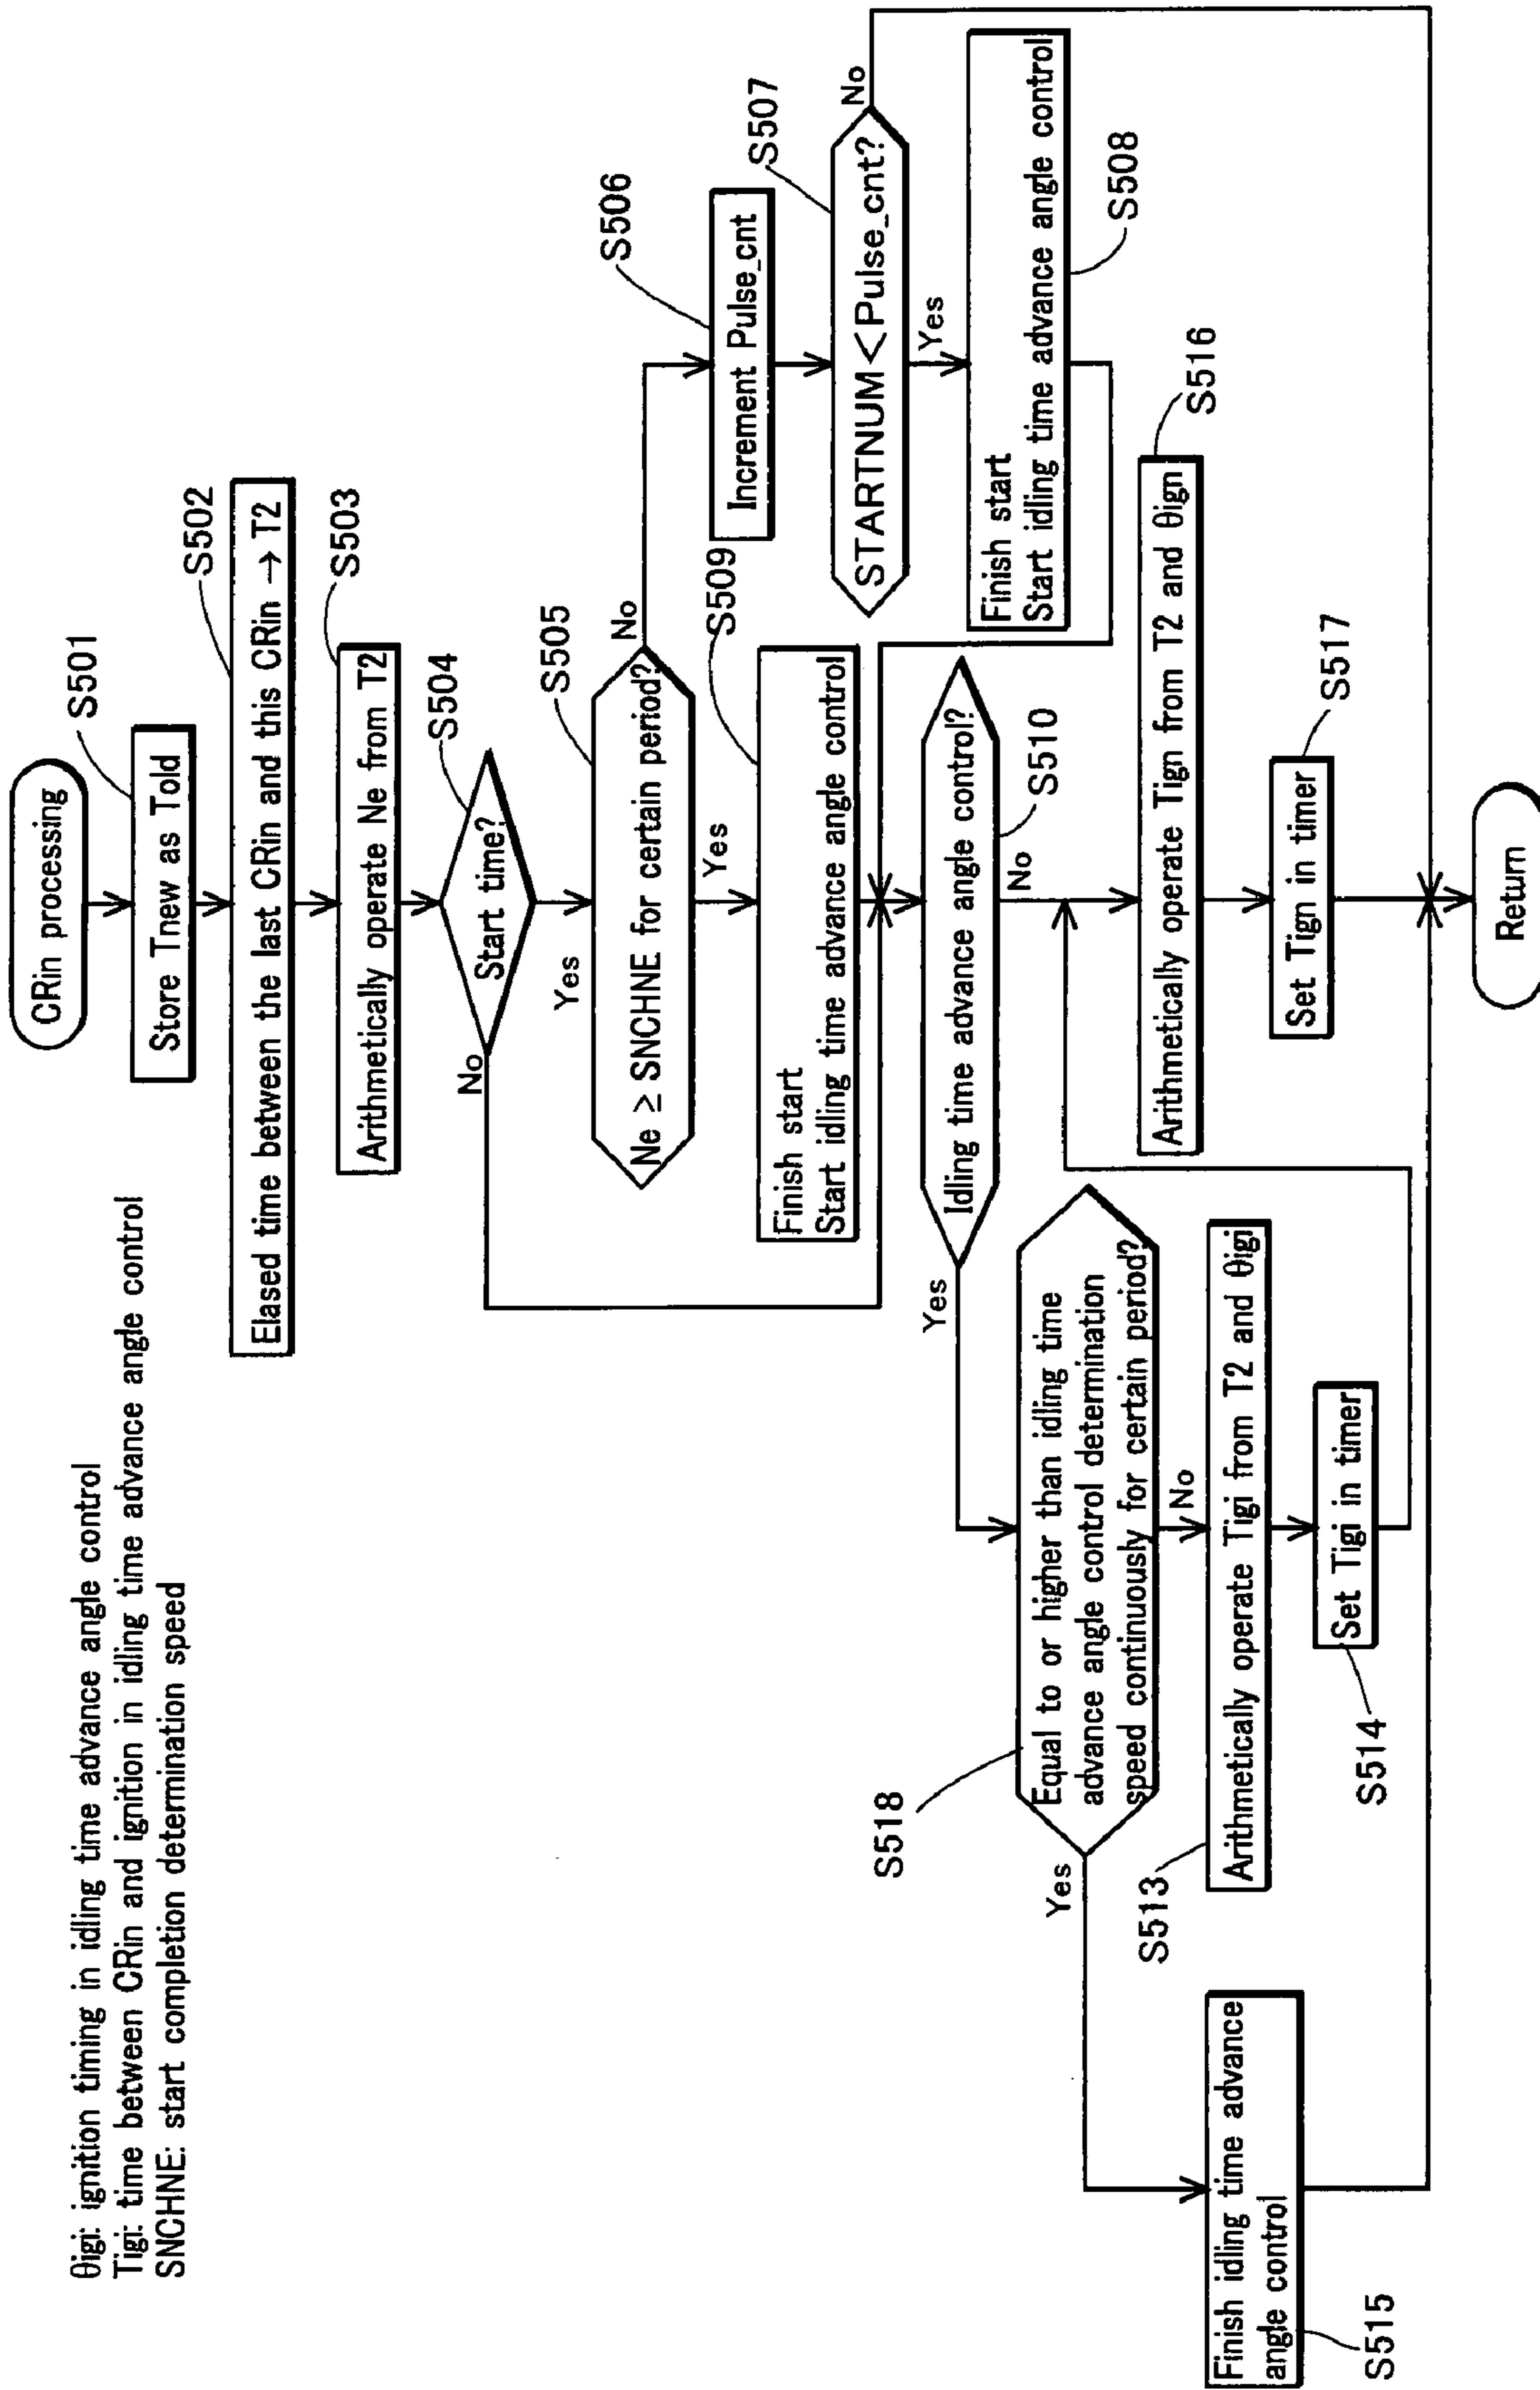 θigi: ignition timing in idling time advance angle control
Tigi: time between CRin and ignition in idling time advance angle control
SNCHNE: start completion determination speed
CRin processing
S501
Store Tnew as Told
S502
Elased time between the last CRin and this CRin → T2
S503
Arithmetically operate Ne from T2
S504
Start time?
No
Yes
S505
Ne ≥ SNCHNE for certain period?
No
Yes
S506
Increment Pulse_cnt
S507
STARTNUM<Pulse_cnt?
No
Yes
Finish start
Start idling time advance angle control
S508
S509
Finish start
Start idling time advance angle control
Idling time advance angle control?
S510
Yes
No
S518
Equal to or higher than idling time
advance angle control determination
speed continuously for certain period?
Yes
No
S513
Arithmetically operate Tigi from T2 and θigi
Set Tigi in timer
S514
Finish idling time advance
angle control
S515
Arithmetically operate Tign from T2 and θign
S516
Set Tign in timer
S517
Return